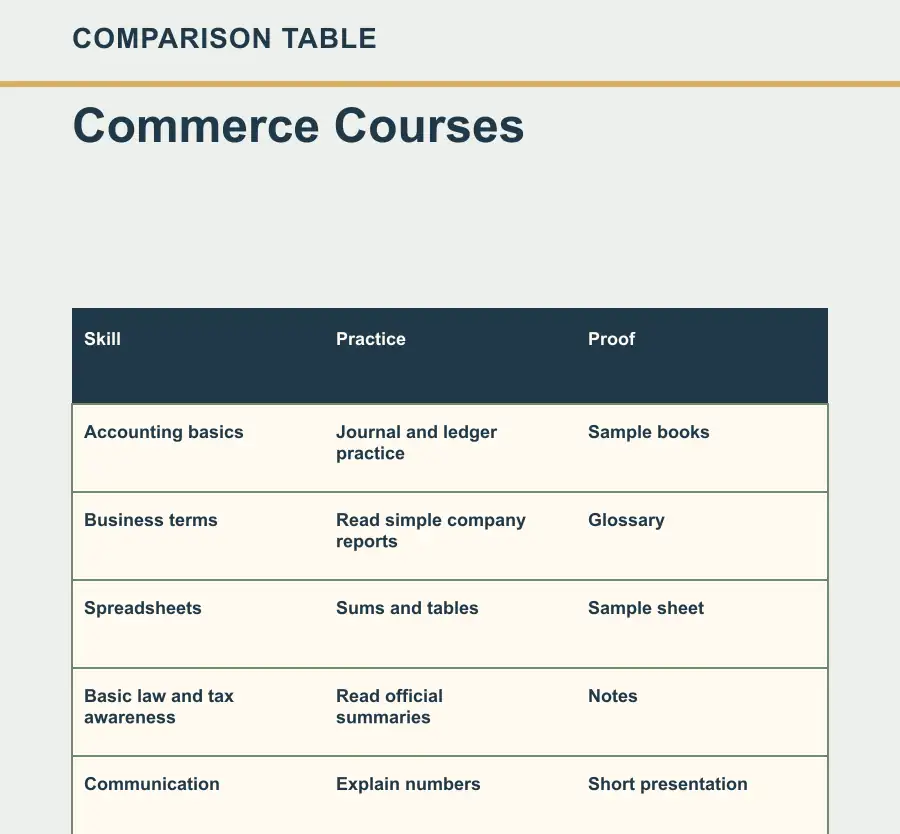 COMPARISON TABLE
Commerce Courses
Skill Practice Proof
Accounting basics Journal and ledger practice Sample books
Business terms Read simple company reports Glossary
Spreadsheets Sums and tables Sample sheet
Basic law and tax awareness Read official summaries Notes
Communication Explain numbers Short presentation